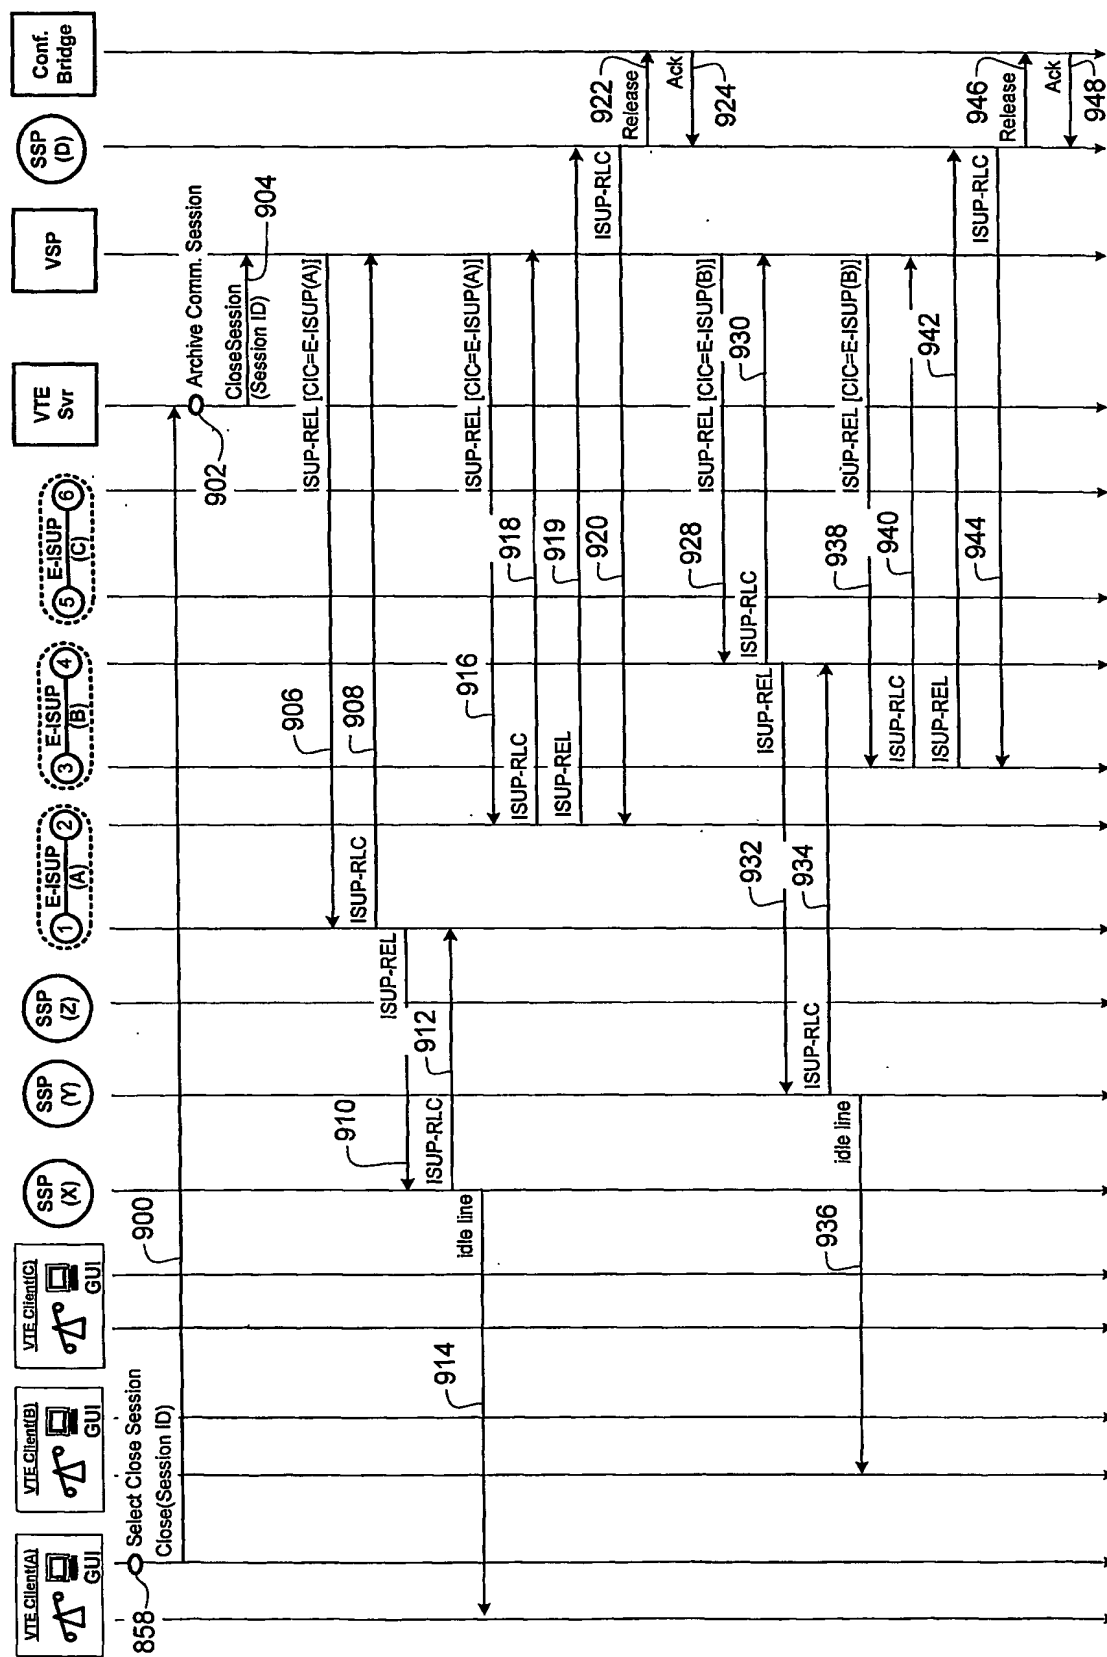 VTE Client(A)
GUI
VTE Client(B)
GUI
VTE Client(C)
GUI
SSP
(X)
SSP
(Y)
SSP
(Z)
1
E-ISUP
(A)
2
3
E-ISUP
(B)
4
5
E-ISUP
(C)
6
VTE
Svr
VSP
SSP
(D)
Conf.
Bridge
858
Select Close Session
Close(Session ID)
900
902
Archive Comm. Session
CloseSession
(Session ID)
904
ISUP-REL [CIC=E-ISUP(A)]
906
ISUP-RLC
908
ISUP-REL
910
ISUP-RLC
912
idle line
914
ISUP-REL [CIC=E-ISUP(A)]
916
ISUP-RLC
918
ISUP-REL
919
ISUP-RLC
920
Release
922
Ack
924
ISUP-REL [CIC=E-ISUP(B)]
928
ISUP-RLC
930
ISUP-REL
932
ISUP-RLC
934
idle line
936
ISUP-REL [CIC=E-ISUP(B)]
938
ISUP-RLC
940
ISUP-REL
942
ISUP-RLC
944
Release
946
Ack
948